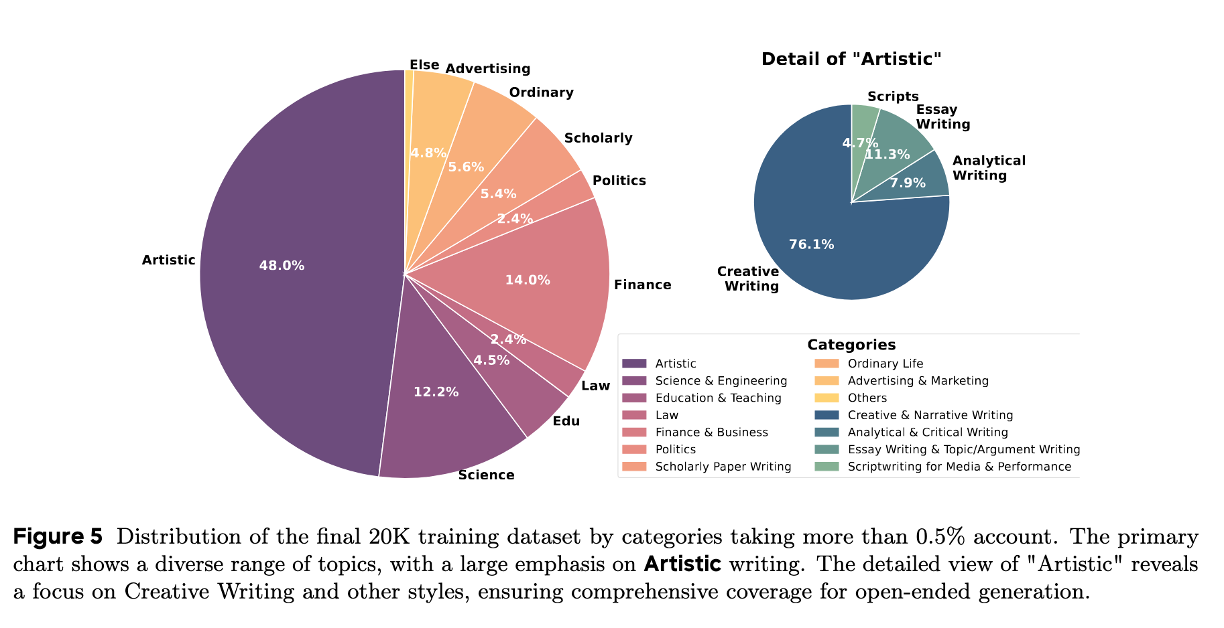 Detail of "Artistic"
Else
Advertising
Ordinary
Scholarly
Politics
Finance
Law
Edu
Science
Artistic
4.8%
5.6%
5.4%
2.4%
14.0%
2.4%
4.5%
12.2%
48.0%
Scripts
Essay
Writing
Analytical
Writing
Creative
Writing
4.7%
11.3%
7.9%
76.1%
Categories
Artistic
Science & Engineering
Education & Teaching
Law
Finance & Business
Politics
Scholarly Paper Writing
Ordinary Life
Advertising & Marketing
Others
Creative & Narrative Writing
Analytical & Critical Writing
Essay Writing & Topic/Argument Writing
Scriptwriting for Media & Performance
Figure 5 Distribution of the final 20K training dataset by categories taking more than 0.5% account. The primary
chart shows a diverse range of topics, with a large emphasis on Artistic writing. The detailed view of "Artistic" reveals
a focus on Creative Writing and other styles, ensuring comprehensive coverage for open-ended generation.